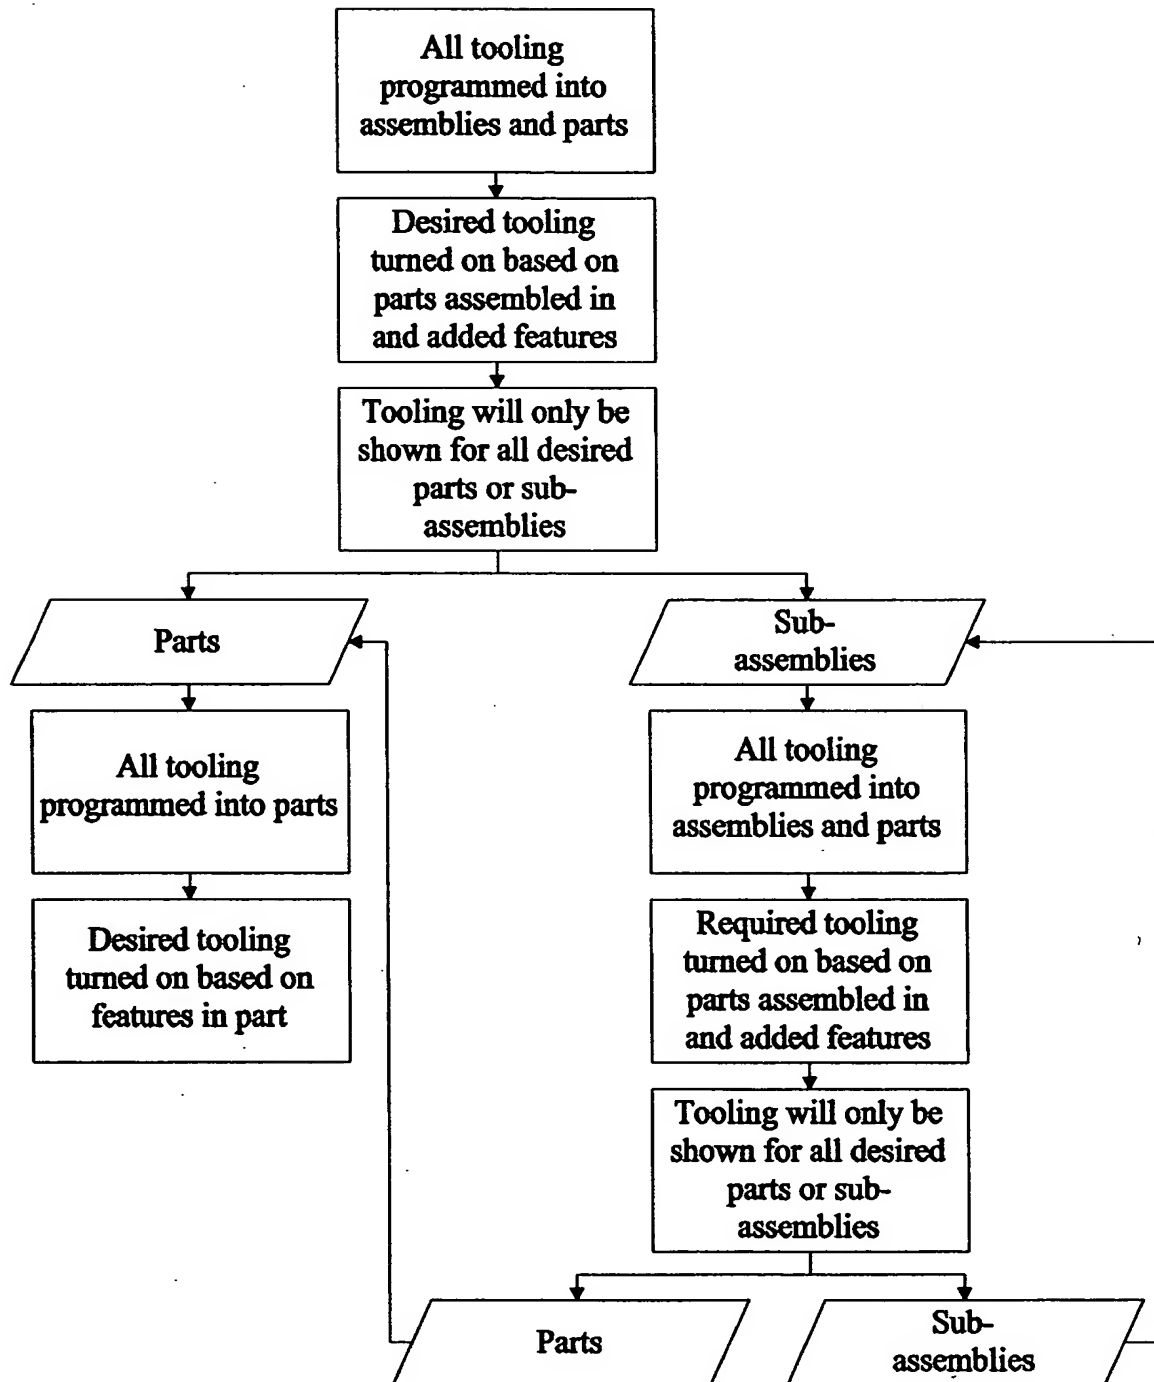 All tooling
programmed into
assemblies and parts
Desired tooling
turned on based on
parts assembled in
and added features
Tooling will only be
shown for all desired
parts or sub-
assemblies
Parts
Sub-
assemblies
All tooling
programmed into parts
Desired tooling
turned on based on
features in part
All tooling
programmed into
assemblies and parts
Required tooling
turned on based on
parts assembled in
and added features
Tooling will only be
shown for all desired
parts or sub-
assemblies
Parts
Sub-
assemblies